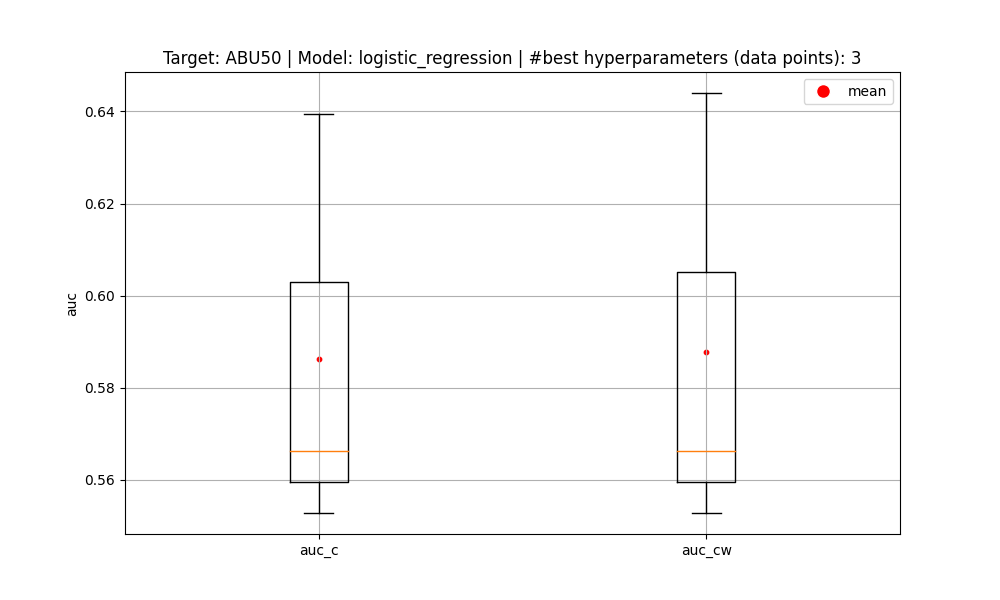 Target: ABU50 | Model: logistic_regression | #best hyperparameters (data points): 3
mean
0.64
0.62
0.60
0.58
0.56
auc
auc_c
auc_cw